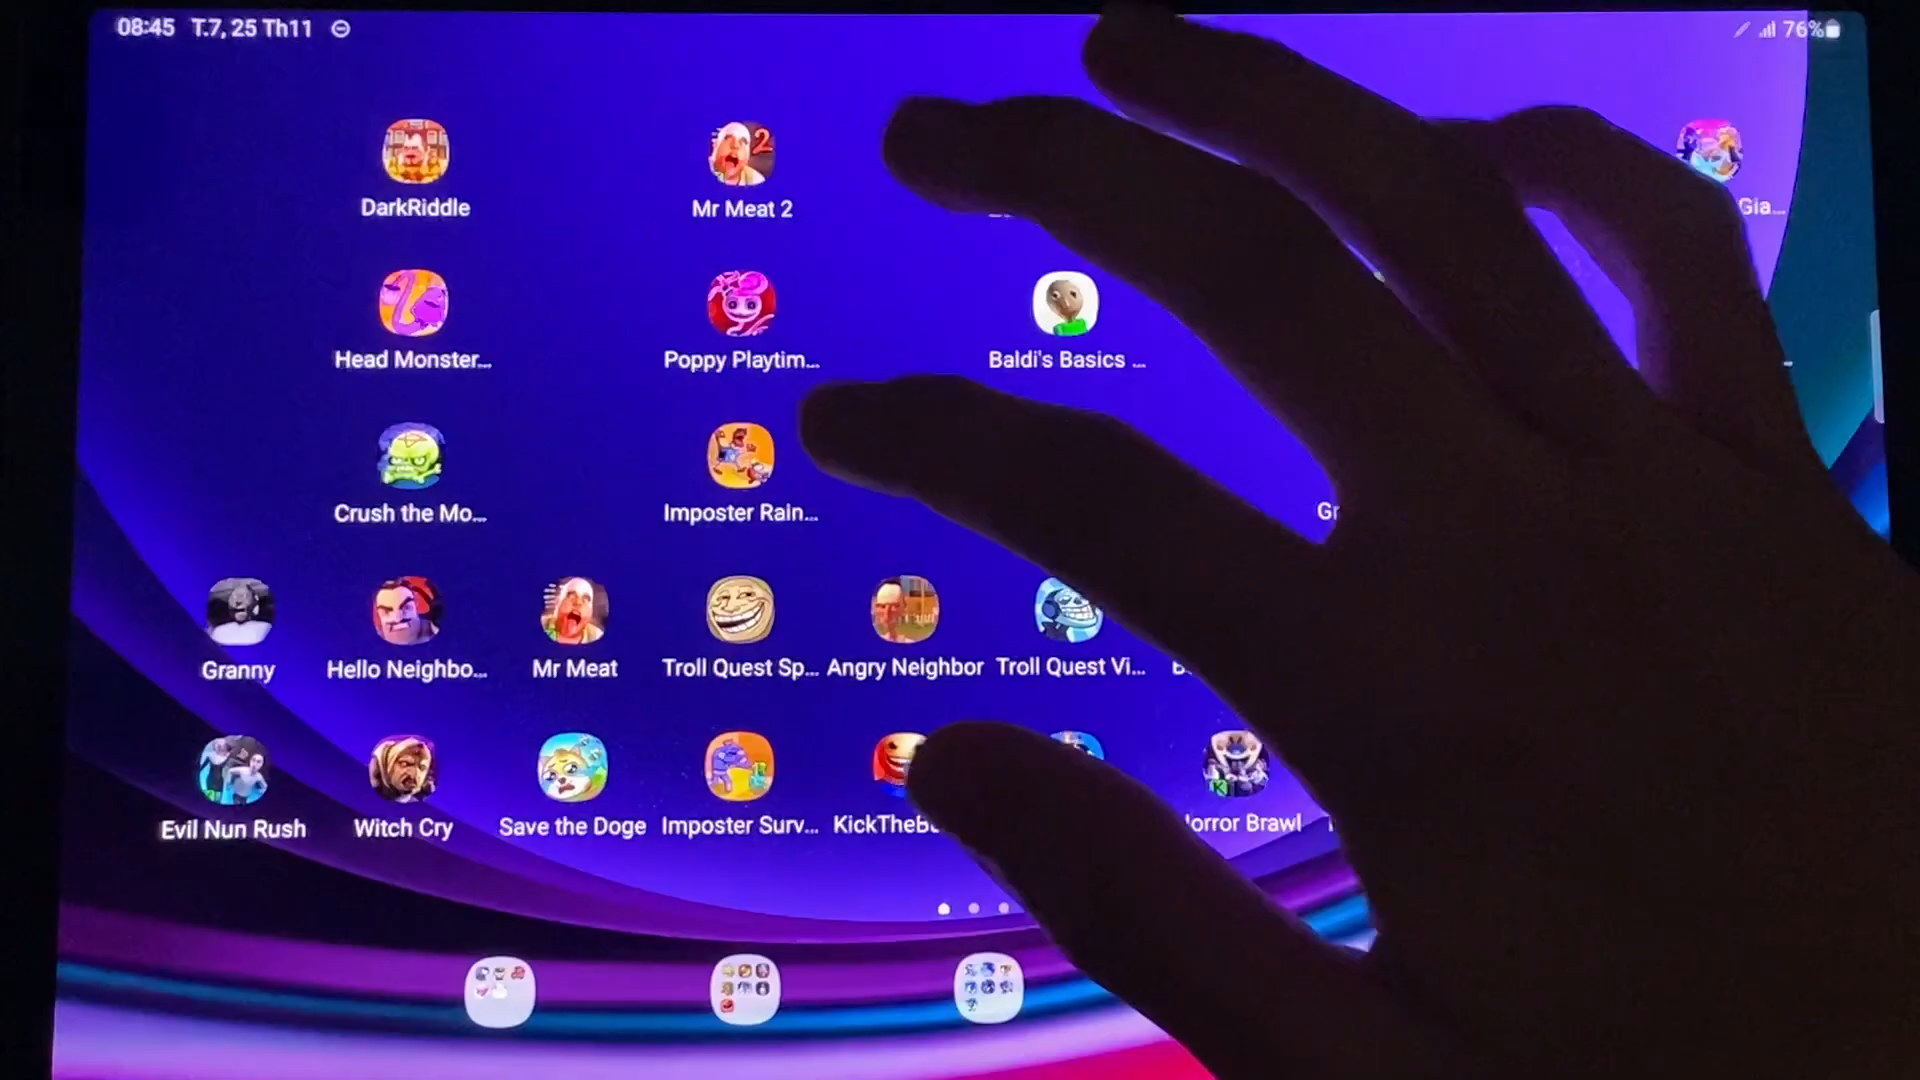 08:45 T.7, 25 Th11
76%
DarkRiddle
Mr Meat 2
Gia...
Head Monster...
Poppy Playtim...
Baldi's Basics ...
Crush the Mo...
Imposter Rain...
Granny
Hello Neighbo...
Mr Meat
Troll Quest Sp...
Angry Neighbor
Troll Quest Vi...
Evil Nun Rush
Witch Cry
Save the Doge
Imposter Surv...
KickTheBu
orror Brawl